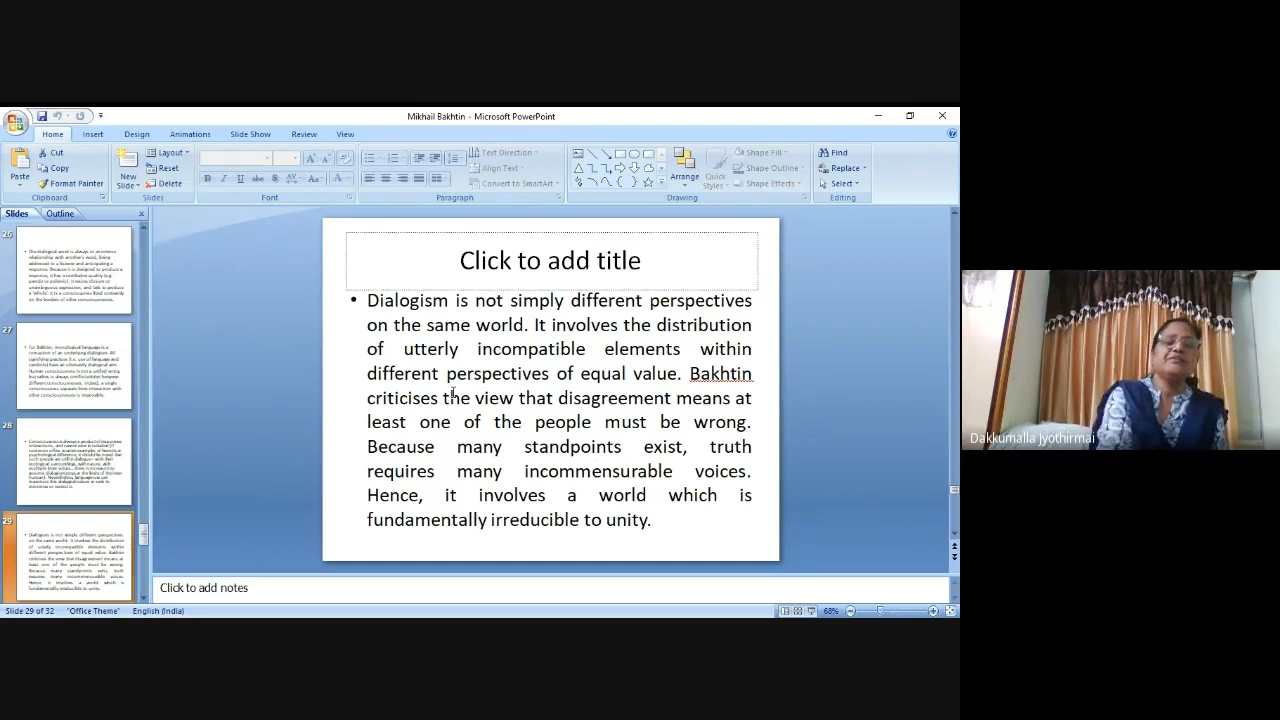 Mikhail Bakhtin - Microsoft PowerPoint
Home Insert Design Animations Slide Show Review View
Cut
Copy
Format Painter
Paste
Clipboard
New
Slide
Layout
Reset
Delete
Slides
Font
Text Direction
Align Text
Convert to SmartArt
Paragraph
Arrange
Quick
Styles
Shape Fill
Shape Outline
Shape Effects
Drawing
Find
Replace
Select
Editing
Slides Outline
26
27
28
29
Click to add title
• Dialogism is not simply different perspectives
on the same world. It involves the distribution
of utterly incompatible elements within
different perspectives of equal value. Bakhtin
criticises the view that disagreement means at
least one of the people must be wrong.
Because many standpoints exist, truth
requires many incommensurable voices.
Hence, it involves a world which is
fundamentally irreducible to unity.
Click to add notes
Slide 29 of 32 "Office Theme" English (India) 68%
Dakkumalla Jyothirmai